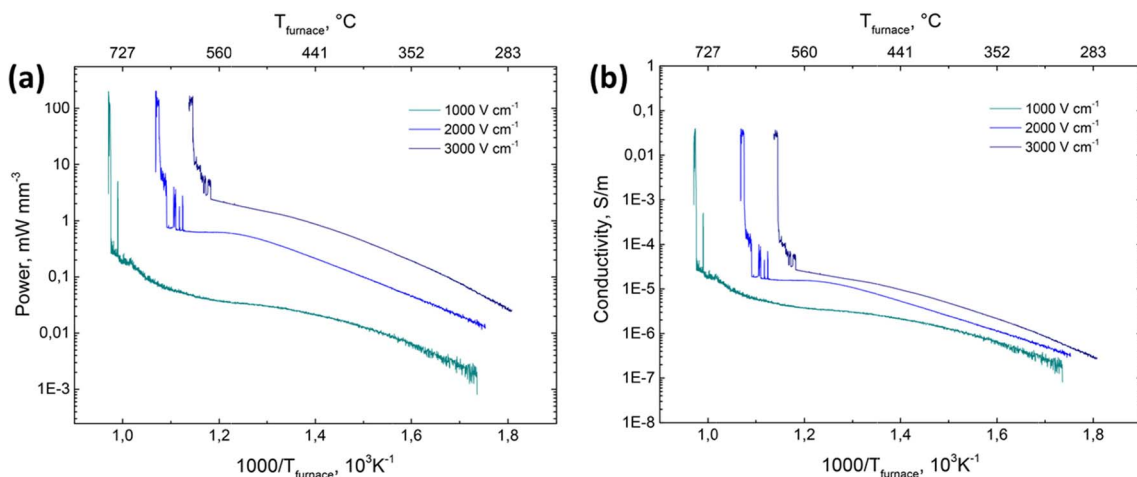 (a)
T_furnace, °C
727 560 441 352 283
Power, mW mm⁻³
100
10
1
0,1
0,01
1E-3
1000 V cm⁻¹
2000 V cm⁻¹
3000 V cm⁻¹
1,0 1,2 1,4 1,6 1,8
1000/T_furnace, 10³K⁻¹
(b)
T_furnace, °C
727 560 441 352 283
Conductivity, S/m
1
0,1
0,01
1E-3
1E-4
1E-5
1E-6
1E-7
1E-8
1000 V cm⁻¹
2000 V cm⁻¹
3000 V cm⁻¹
1,0 1,2 1,4 1,6 1,8
1000/T_furnace, 10³K⁻¹